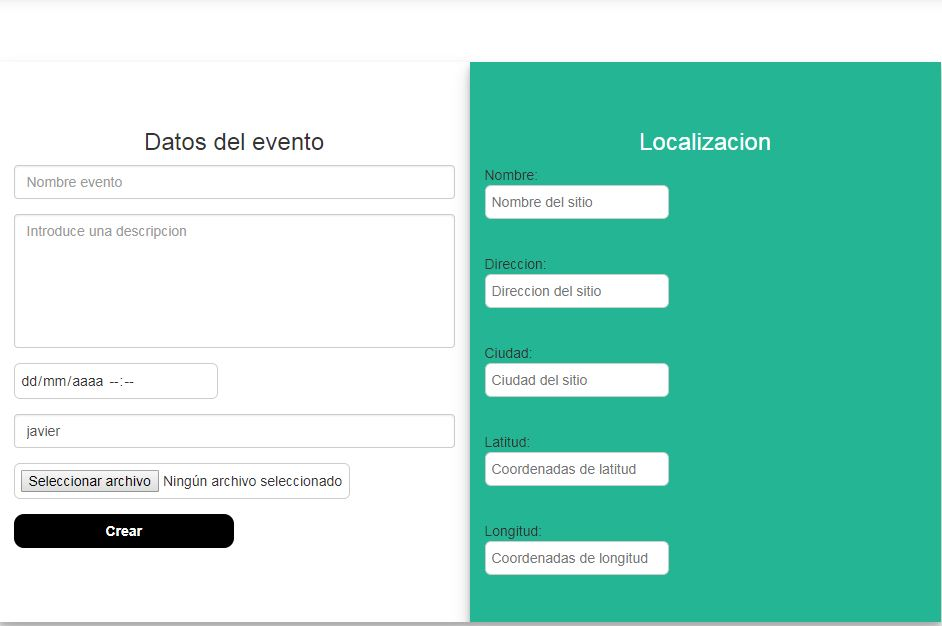 Datos del evento
Nombre evento
Introduce una descripcion
dd/mm/aaaa --:--
javier
Seleccionar archivo Ningún archivo seleccionado
Crear
Localizacion
Nombre:
Nombre del sitio
Direccion:
Direccion del sitio
Ciudad:
Ciudad del sitio
Latitud:
Coordenadas de latitud
Longitud:
Coordenadas de longitud